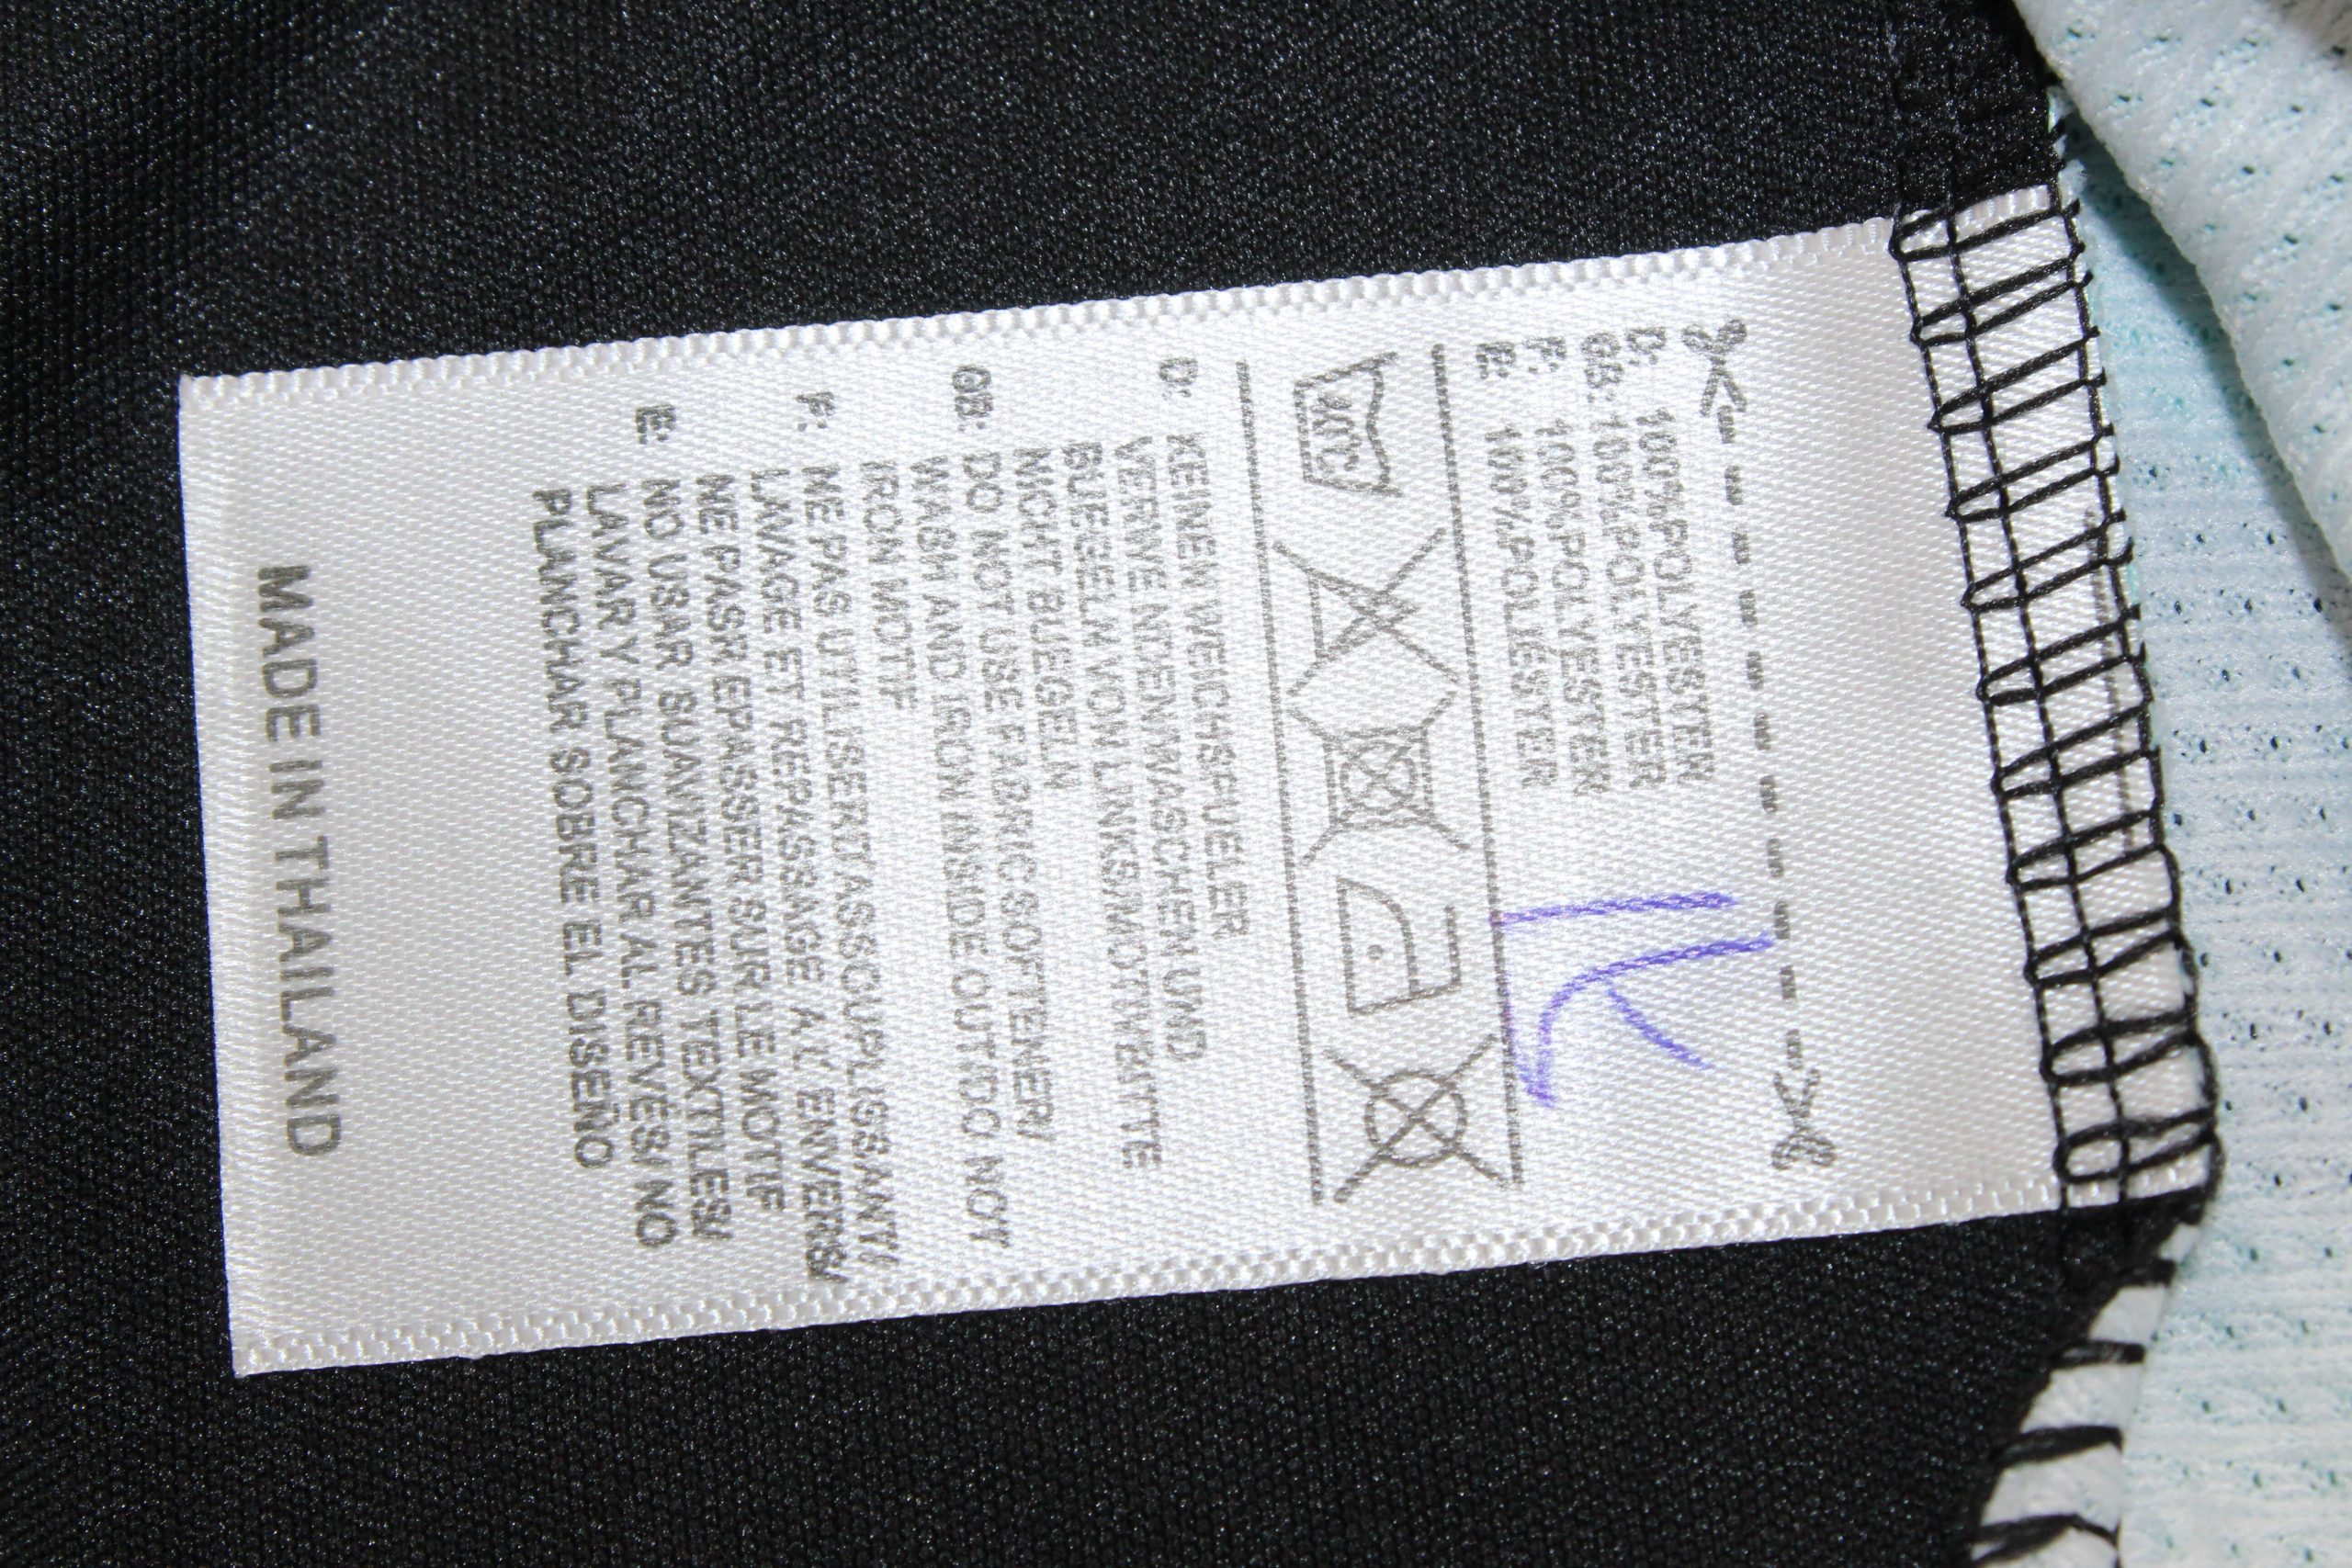 D: 100%POLYESTER
GB: 100%POLYESTER
F: 100%POLYESTER
E: 100%POLIESTER
D: KEINEN WEICHSPUELER
VERWENDEN/WASCHEN UND
BUEGELN VON LINKS/MOTIV BITTE
NICHT BUEGELN
GB: DO NOT USE FABRIC SOFTENER/
WASH AND IRON INSIDE OUT/DO NOT
IRON MOTIF
F: NE PAS UTILISERD'ASSOUPLISSANT/
LAVAGE ET REPASSAGE A L' ENVERS/
NE PASR EPASSER SUR LE MOTIF
E: NO USAR SUAVIZANTES TEXTILES/
LAVAR Y PLANCHAR AL REVÉS/ NO
PLANCHAR SOBRE EL DISEÑO
MADE IN THAILAND